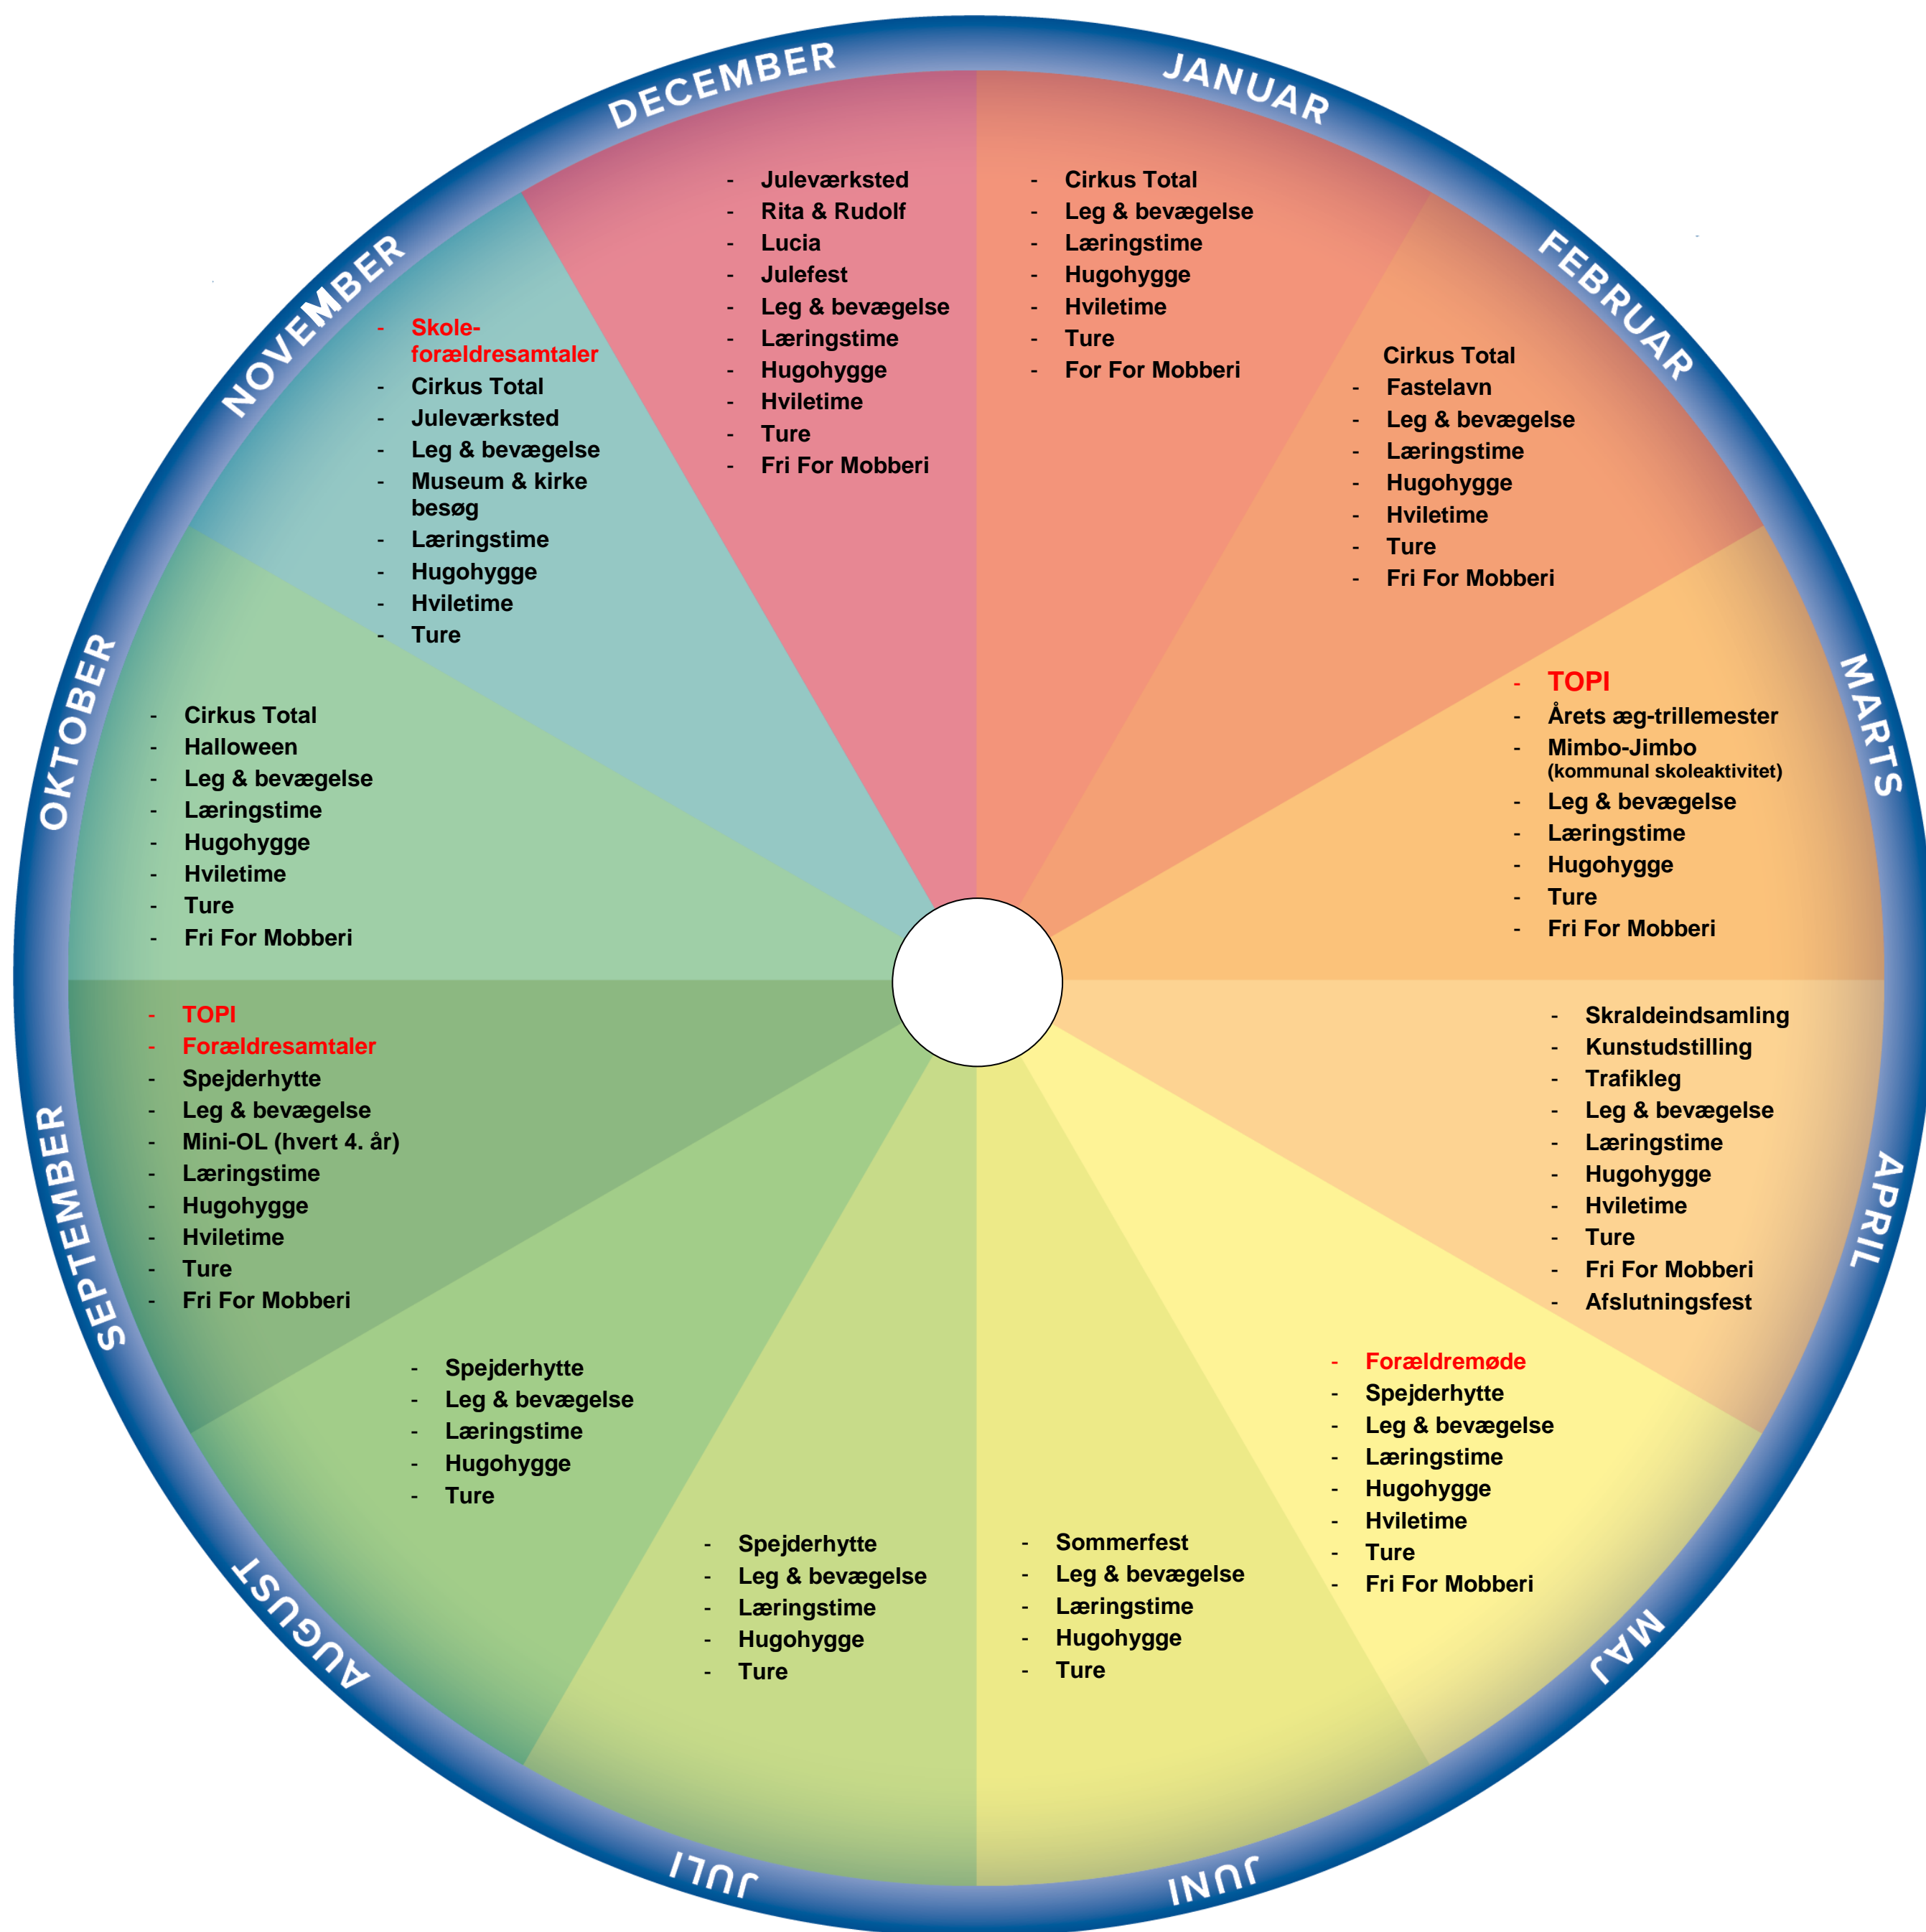 JANUAR
- Cirkus Total
- Leg & bevægelse
- Læringstime
- Hugohygge
- Hviletime
- Ture
- For For Mobberi
FEBRUAR
Cirkus Total
- Fastelavn
- Leg & bevægelse
- Læringstime
- Hugohygge
- Hviletime
- Ture
- Fri For Mobberi
MARTS
- TOPI
- Årets æg-trillemester
- Mimbo-Jimbo
(kommunal skoleaktivitet)
- Leg & bevægelse
- Læringstime
- Hugohygge
- Ture
- Fri For Mobberi
APRIL
- Skraldeindsamling
- Kunstudstilling
- Trafikleg
- Leg & bevægelse
- Læringstime
- Hugohygge
- Hviletime
- Ture
- Fri For Mobberi
- Afslutningsfest
MAJ
- Forældremøde
- Spejderhytte
- Leg & bevægelse
- Læringstime
- Hugohygge
- Hviletime
- Ture
- Fri For Mobberi
JUNI
- Sommerfest
- Leg & bevægelse
- Læringstime
- Hugohygge
- Ture
JULI
- Spejderhytte
- Leg & bevægelse
- Læringstime
- Hugohygge
- Ture
AUGUST
- Spejderhytte
- Leg & bevægelse
- Læringstime
- Hugohygge
- Ture
SEPTEMBER
- TOPI
- Forældresamtaler
- Spejderhytte
- Leg & bevægelse
- Mini-OL (hvert 4. år)
- Læringstime
- Hugohygge
- Hviletime
- Ture
- Fri For Mobberi
OKTOBER
- Cirkus Total
- Halloween
- Leg & bevægelse
- Læringstime
- Hugohygge
- Hviletime
- Ture
- Fri For Mobberi
NOVEMBER
- Skole-
forældresamtaler
- Cirkus Total
- Juleværksted
- Leg & bevægelse
- Museum & kirke
besøg
- Læringstime
- Hugohygge
- Hviletime
- Ture
DECEMBER
- Juleværksted
- Rita & Rudolf
- Lucia
- Julefest
- Leg & bevægelse
- Læringstime
- Hugohygge
- Hviletime
- Ture
- Fri For Mobberi